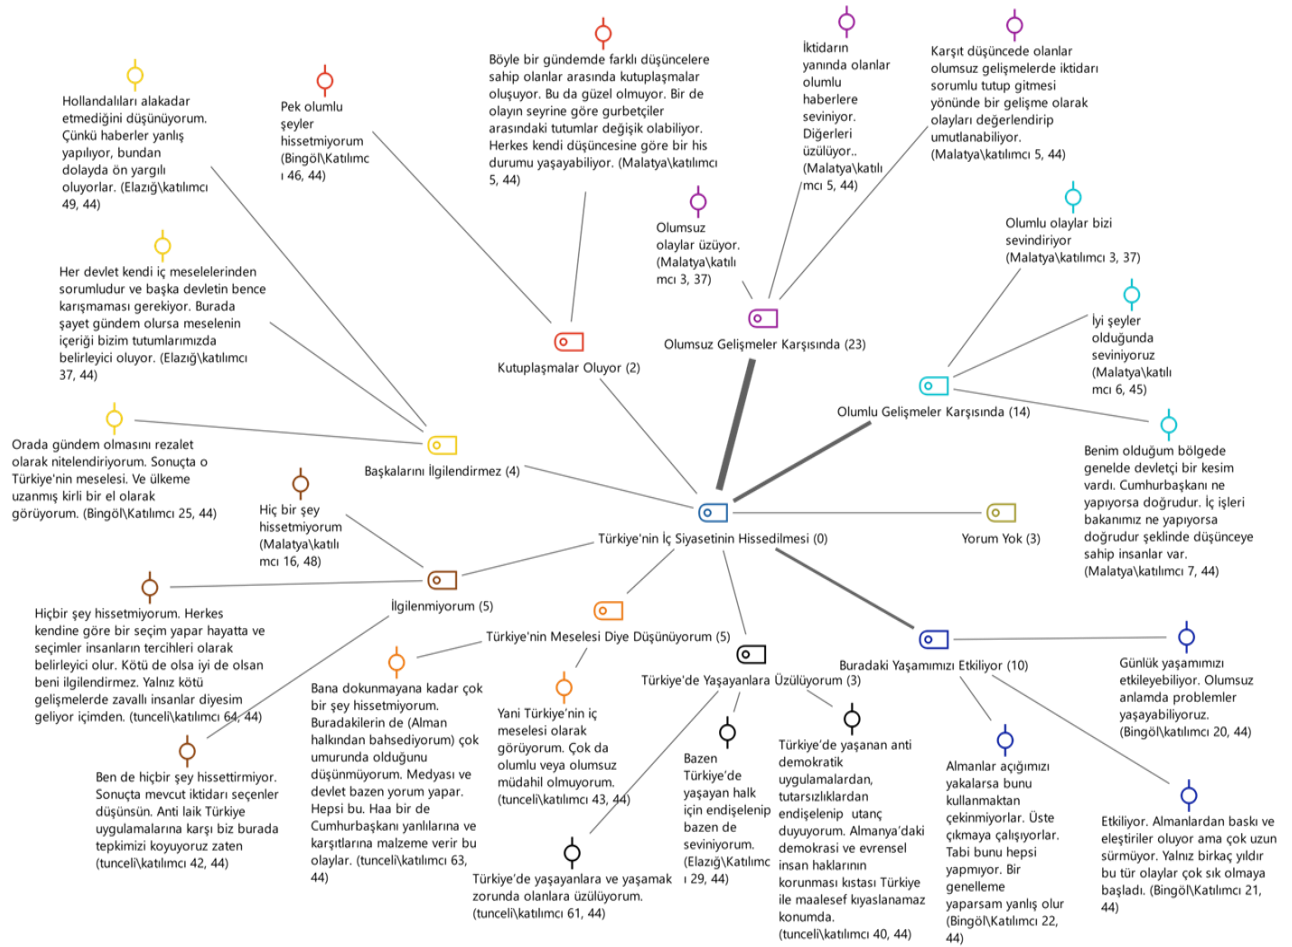 Hollandalıları alakadar
etmediğini düşünüyorum.
Çünkü haberler yanlış
yapılıyor, bundan
dolayda ön yargılı
oluyorlar. (Elazığ\katılımcı
49, 44)
Pek olumlu
şeyler
hissetmiyorum
(Bingöl\Katılımc
ı 46, 44)
Böyle bir gündemde farklı düşüncelere
sahip olanlar arasında kutuplaşmalar
oluşuyor. Bu da güzel olmuyor. Bir de
olayın seyrine göre gurbetçiler
arasındaki tutumlar değişik olabiliyor.
Herkes kendi düşüncesine göre bir his
durumu yaşayabiliyor. (Malatya\katılımcı
5, 44)
İktidarın
yanında olanlar
olumlu
haberlere
seviniyor.
Diğerleri
üzülüyor..
(Malatya\katılı
mcı 5, 44)
Karşıt düşüncede olanlar
olumsuz gelişmelerde iktidarı
sorumlu tutup gitmesi
yönünde bir gelişme olarak
olayları değerlendirip
umutlanabiliyor.
(Malatya\katılımcı 5, 44)
Olumsuz
olaylar üzüyor.
(Malatya\katılı
mcı 3, 37)
Olumlu olaylar bizi
sevindiriyor
(Malatya\katılımcı 3, 37)
Her devlet kendi iç meselelerinden
sorumludur ve başka devletin bence
karışmaması gerekiyor. Burada
şayet gündem olursa meselenin
içeriği bizim tutumlarımızda
belirleyici oluyor. (Elazığ\katılımcı
37, 44)
İyi şeyler
olduğunda
seviniyoruz
(Malatya\katılı
mcı 6, 45)
Kutuplaşmalar Oluyor (2)
Olumsuz Gelişmeler Karşısında (23)
Olumlu Gelişmeler Karşısında (14)
Orada gündem olmasını rezalet
olarak nitelendiriyorum. Sonuçta o
Türkiye'nin meselesi. Ve ülkeme
uzanmış kirli bir el olarak
görüyorum. (Bingöl\Katılımcı 25, 44)
Başkalarını İlgilendirmez (4)
Benim olduğum bölgede
genelde devletçi bir kesim
vardı. Cumhurbaşkanı ne
yapıyorsa doğrudur. İç işleri
bakanımız ne yapıyorsa
doğrudur şeklinde düşünceye
sahip insanlar var.
(Malatya\katılımcı 7, 44)
Hiç bir şey
hissetmiyorum
(Malatya\katılı
mcı 16, 48)
Türkiye'nin İç Siyasetinin Hissedilmesi (0)
Yorum Yok (3)
Hiçbir şey hissetmiyorum. Herkes
kendine göre bir seçim yapar hayatta ve
seçimler insanların tercihleri olarak
belirleyici olur. Kötü de olsa iyi de olsan
beni ilgilendirmez. Yalnız kötü
gelişmelerde zavallı insanlar diyesim
geliyor içimden. (tunceli\katılımcı 64, 44)
İlgilenmiyorum (5)
Türkiye'nin Meselesi Diye Düşünüyorum (5)
Türkiye'de Yaşayanlara Üzülüyorum (3)
Buradaki Yaşamımızı Etkiliyor (10)
Günlük yaşamımızı
etkileyebiliyor. Olumsuz
anlamda problemler
yaşayabiliyoruz.
(Bingöl\Katılımcı 20, 44)
Ben de hiçbir şey hissettirmiyor.
Sonuçta mevcut iktidarı seçenler
düşünsün. Anti laik Türkiye
uygulamalarına karşı biz burada
tepkimizi koyuyoruz zaten
(tunceli\katılımcı 42, 44)
Bana dokunmayana kadar çok
bir şey hissetmiyorum.
Buradakilerin de (Alman
halkından bahsediyorum) çok
umurunda olduğunu
düşünmüyorum. Medyası ve
devlet bazen yorum yapar.
Hepsi bu. Haa bir de
Cumhurbaşkanı yanlılarına ve
karşıtlarına malzeme verir bu
olaylar. (tunceli\katılımcı 63,
44)
Yani Türkiye'nin iç
meselesi olarak
görüyorum. Çok da
olumlu veya olumsuz
müdahil olmuyorum.
(tunceli\katılımcı 43, 44)
Türkiye'de yaşayanlara ve yaşamak
zorunda olanlara üzülüyorum.
(tunceli\katılımcı 61, 44)
Bazen
Türkiye'de
yaşayan halk
için endişelenip
bazen de
seviniyorum.
(Elazığ\Katılımc
ı 29, 44)
Türkiye'de yaşanan anti
demokratik
uygulamalardan,
tutarsızlıklardan
endişelenip utanç
duyuyorum. Almanya'daki
demokrasi ve evrensel
insan haklarının
korunması kıstası Türkiye
ile maalesef kıyaslanamaz
konumda.
(tunceli\katılımcı 40, 44)
Almanlar açığımızı
yakalarsa bunu
kullanmaktan
çekinmiyorlar. Üste
çıkmaya çalışıyorlar.
Tabi bunu hepsi
yapmıyor. Bir
genelleme
yaparsam yanlış olur
(Bingöl\Katılımcı 22,
44)
Etkiliyor. Almanlardan baskı ve
eleştiriler oluyor ama çok uzun
sürmüyor. Yalnız birkaç yıldır
bu tür olaylar çok sık olmaya
başladı. (Bingöl\Katılımcı 21,
44)